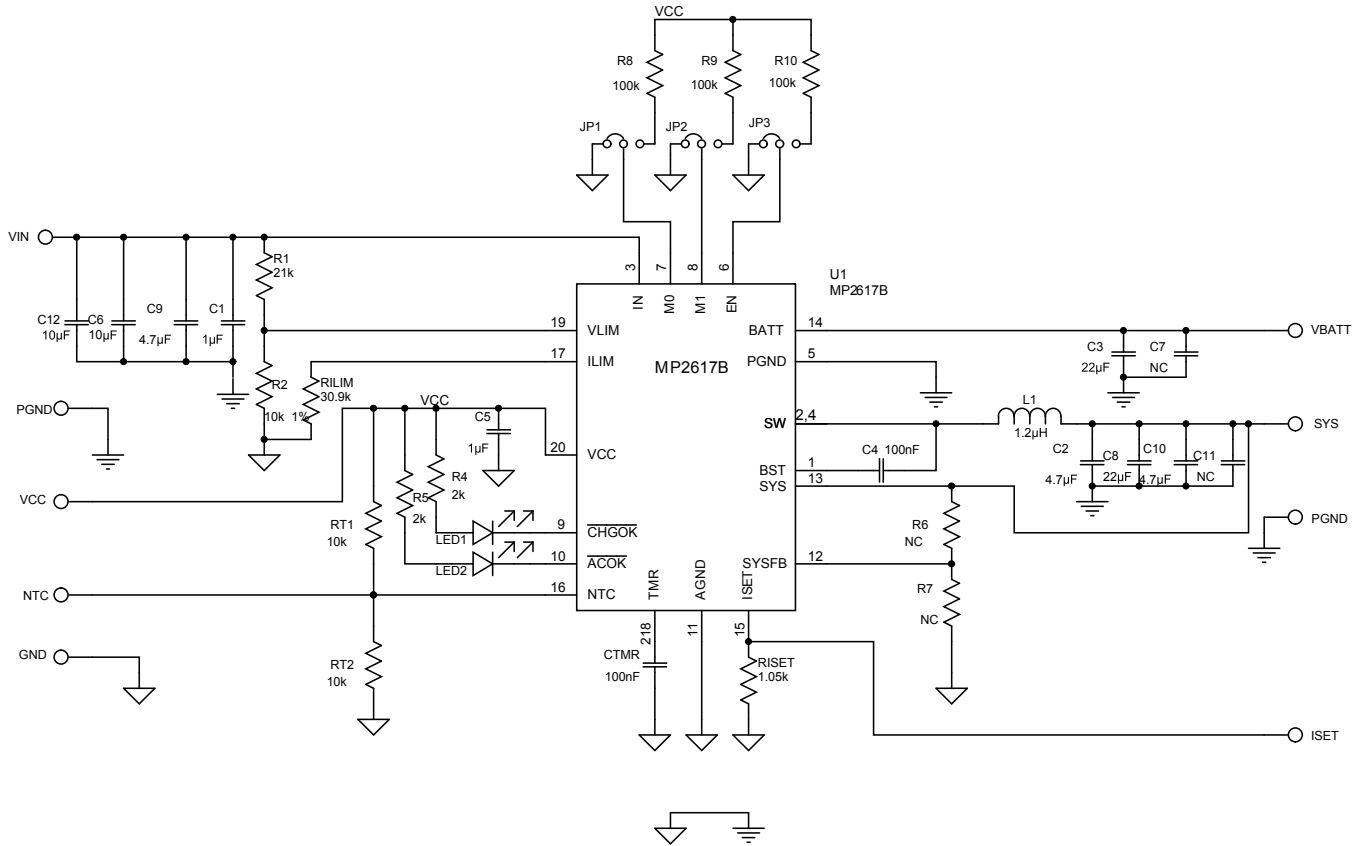 VCC
R8
100k
R9
100k
R10
100k
JP1
JP2
JP3
VIN
3
7
8
6
IN
M0
M1
EN
U1
MP2617B
R1
21k
C12
10µF
C6
10µF
C9
4.7µF
C1
1µF
19
VLIM
BATT
14
VBATT
17
ILIM
PGND
5
MP2617B
C3
22µF
C7
NC
R2
10k
RILIM
30.9k
1%
PGND
VCC
C5
1µF
SW
2,4
L1
1.2µH
SYS
20
VCC
C4
100nF
BST
1
SYS
13
C2
4.7µF
C8
22µF
C10
4.7µF
C11
NC
VCC
R4
2k
R5
2k
RT1
10k
LED1
9
CHGOK
LED2
10
ACOK
R6
NC
PGND
SYSFB
12
NTC
16
NTC
TMR
AGND
ISET
R7
NC
218
11
15
GND
RT2
10k
CTMR
100nF
RISET
1.05k
ISET